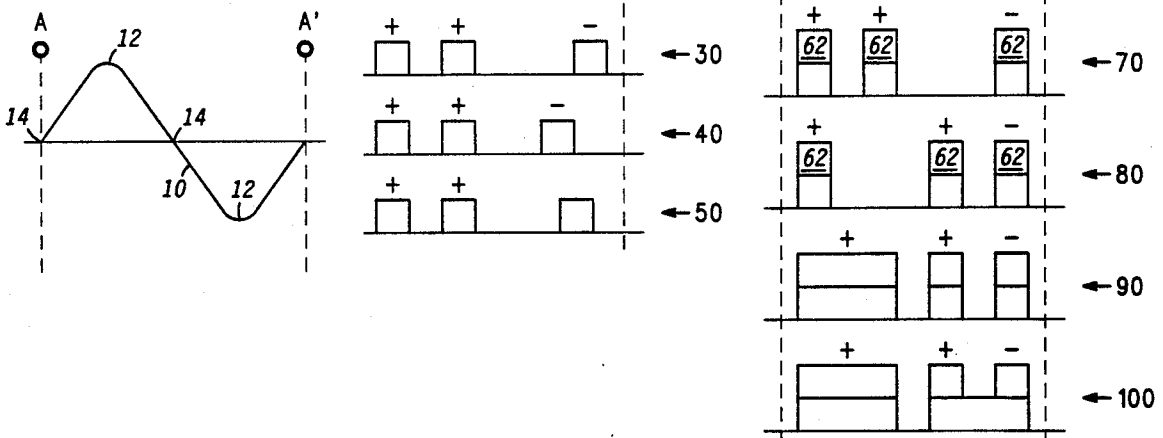 A A'
12
14 14
10 12
+ + −
←30
+ + −
←40
+ +
←50
+ + −
62 62 62
←70
+ + −
62 62 62
←80
+ + −
←90
+ + −
←100